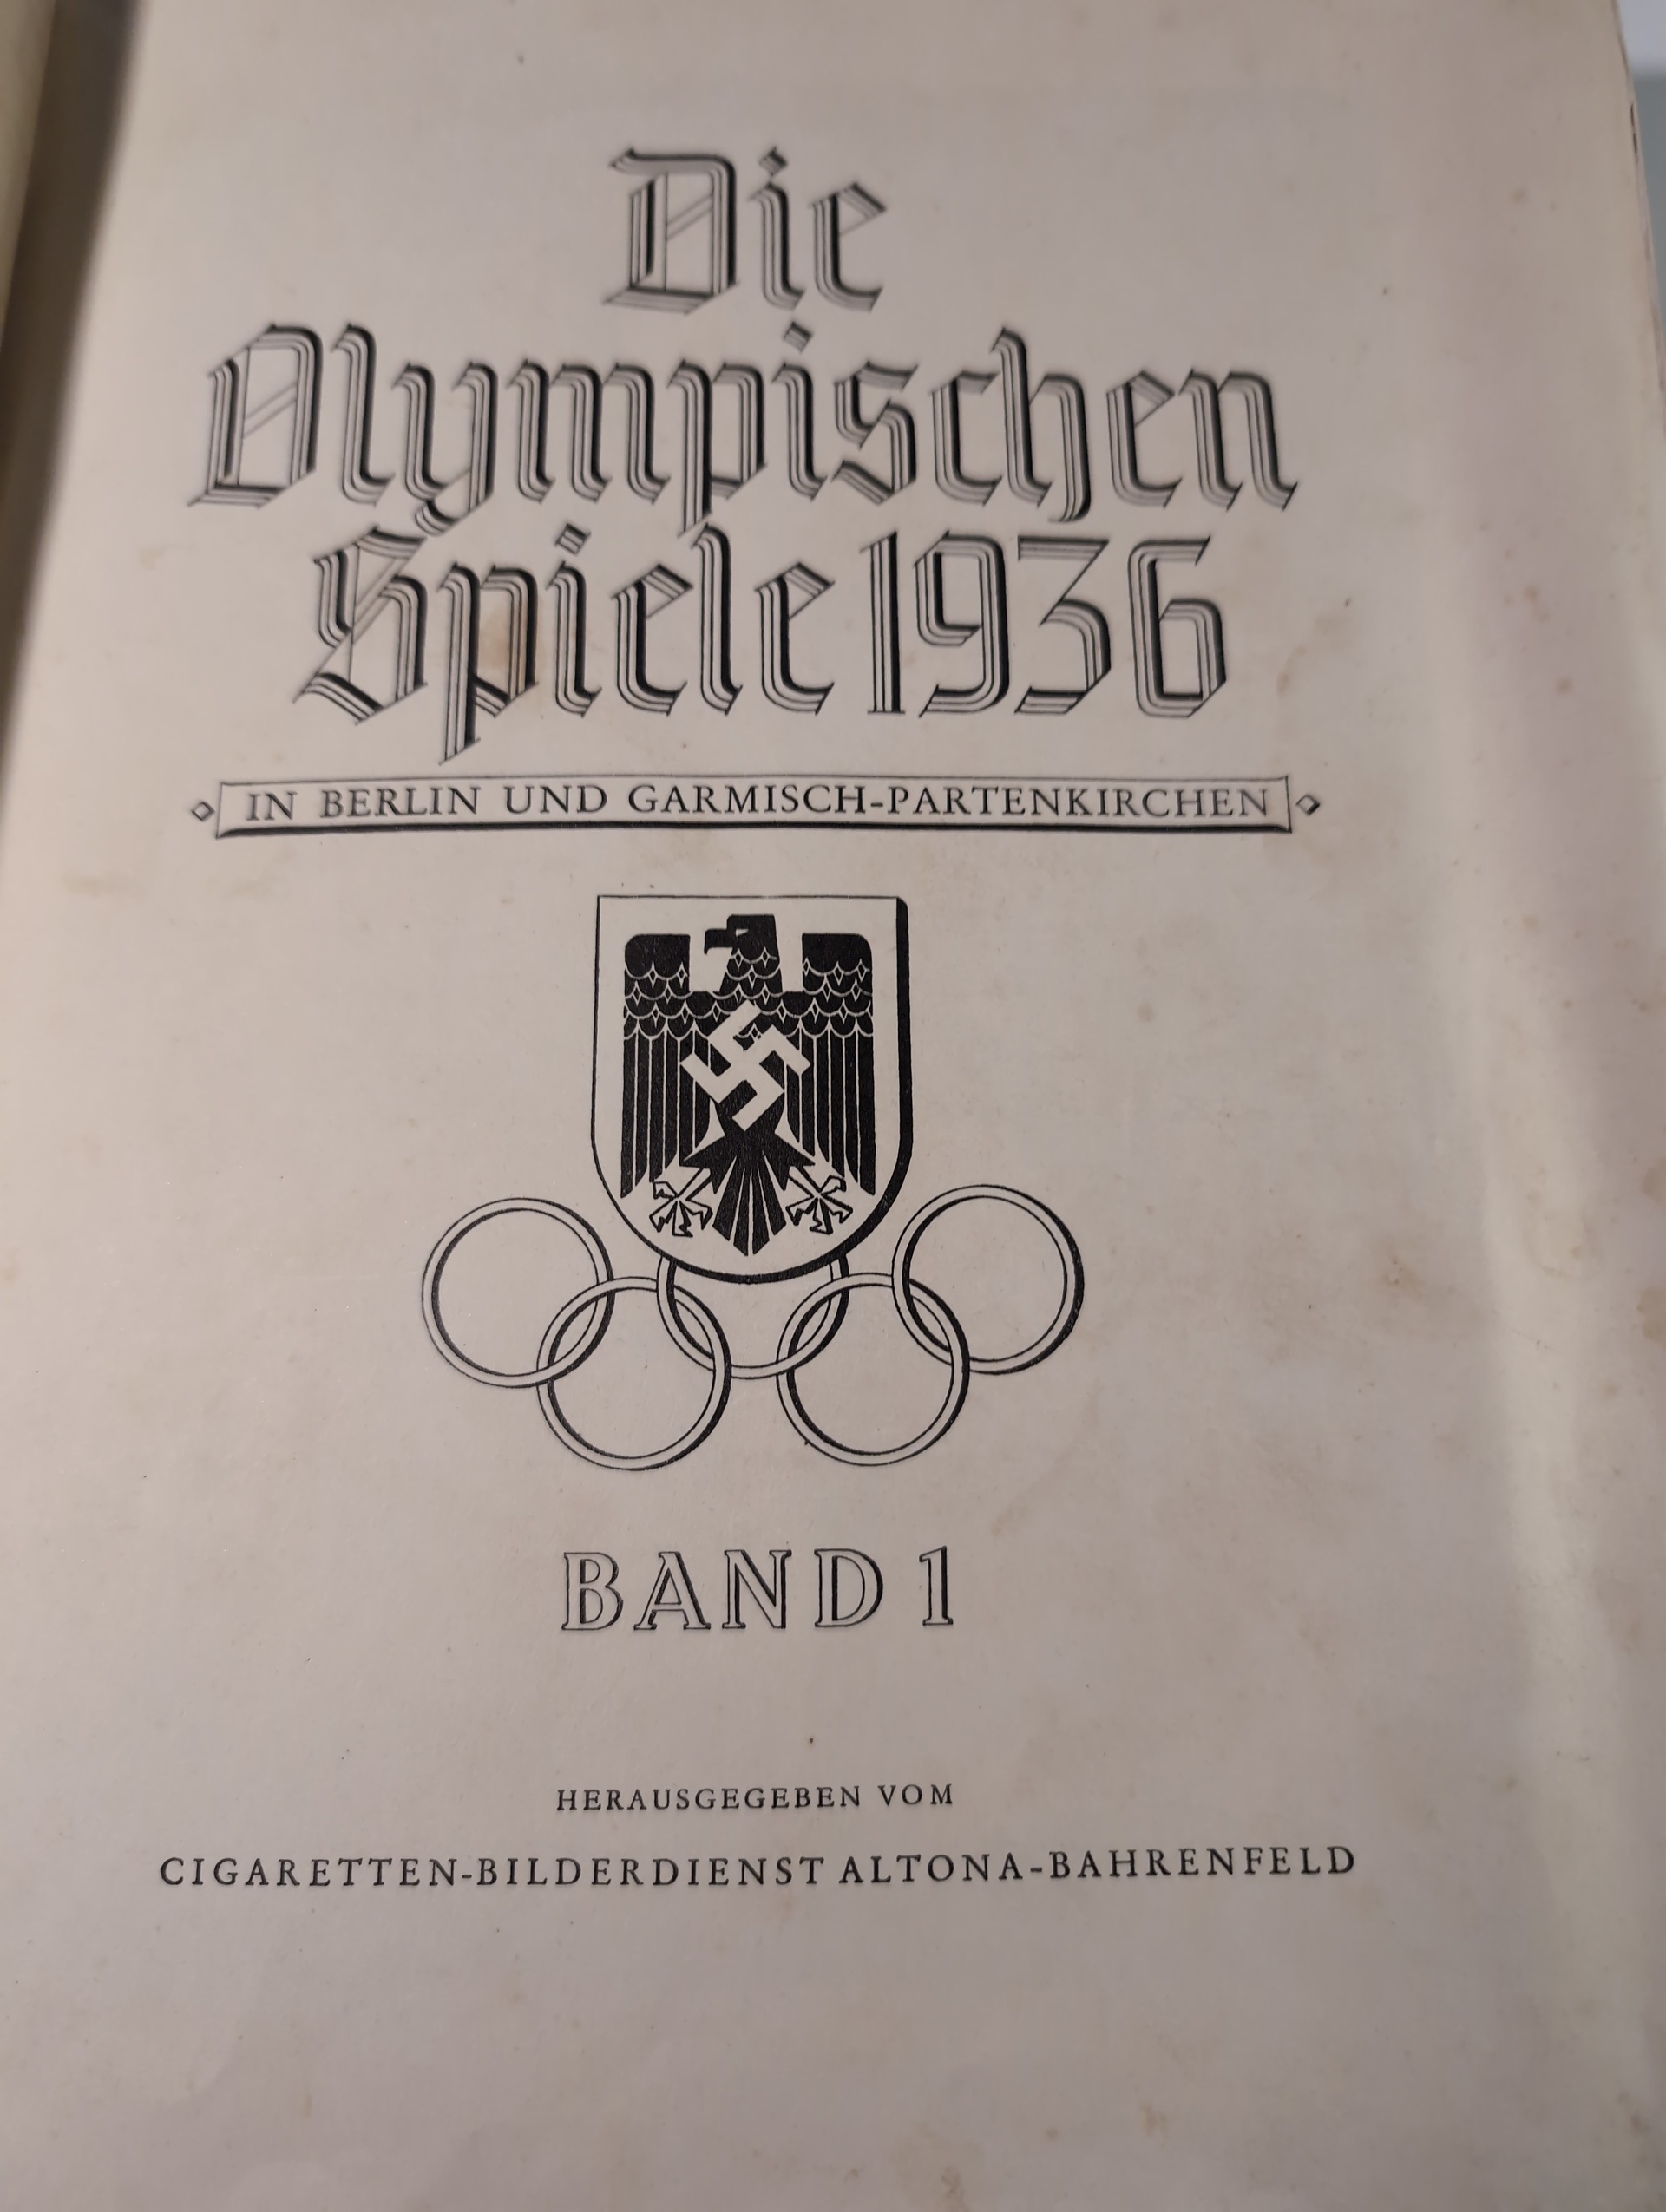 Die
Olympischen
Spiele 1936
IN BERLIN UND GARMISCH-PARTENKIRCHEN
BAND 1
HERAUSGEGEBEN VOM
CIGARETTEN-BILDERDIENST ALTONA-BAHRENFELD